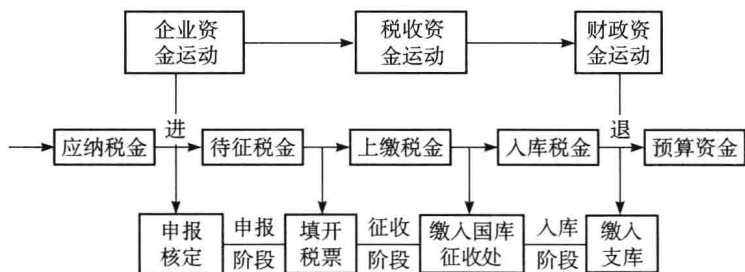 企业资
金运动
税收资
金运动
财政资
金运动
进
退
应纳税金
待征税金
上缴税金
入库税金
预算资金
申报
核定
申报
阶段
填开
税票
征收
阶段
缴入国库
征收处
入库
阶段
缴入
支库